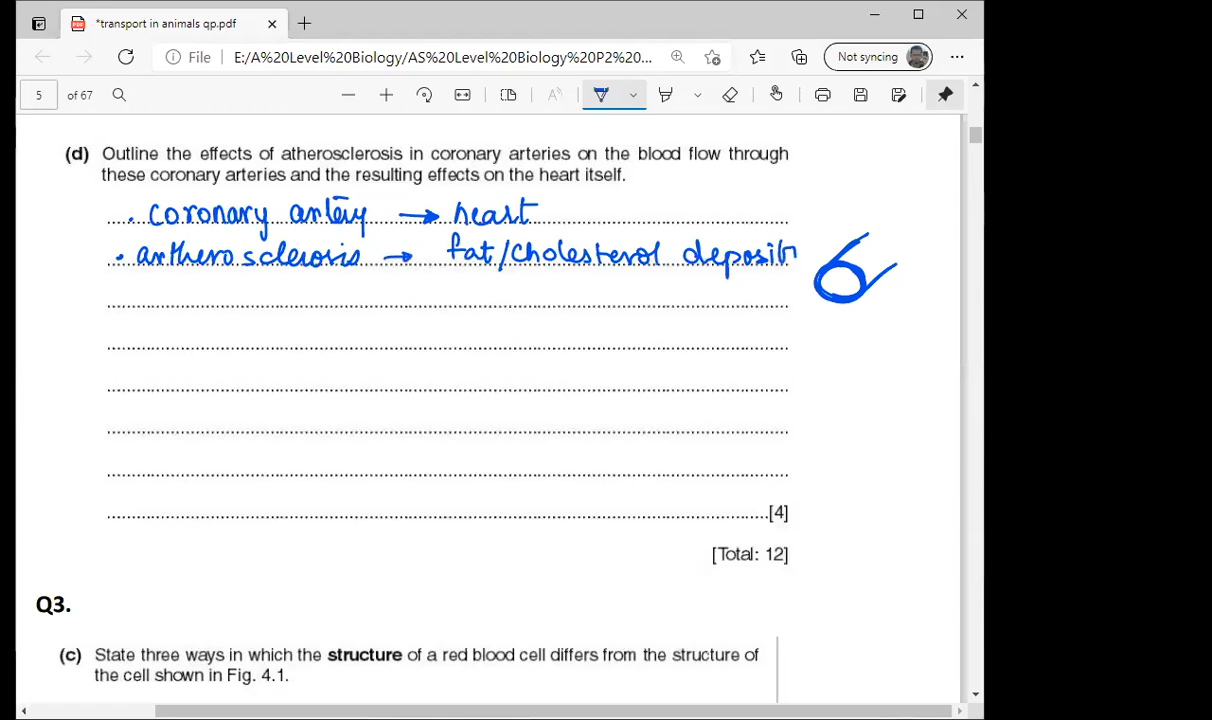 *transport in animals qp.pdf
File
E:/A%20Level%20Biology/AS%20Level%20Biology%20P2%20...
Not syncing
5 of 67
(d) Outline the effects of atherosclerosis in coronary arteries on the blood flow through
these coronary arteries and the resulting effects on the heart itself.
. coronary artery → heart
. antherosclerosis → fat/cholesterol depositi
[4]
[Total: 12]
Q3.
(c) State three ways in which the structure of a red blood cell differs from the structure of
the cell shown in Fig. 4.1.